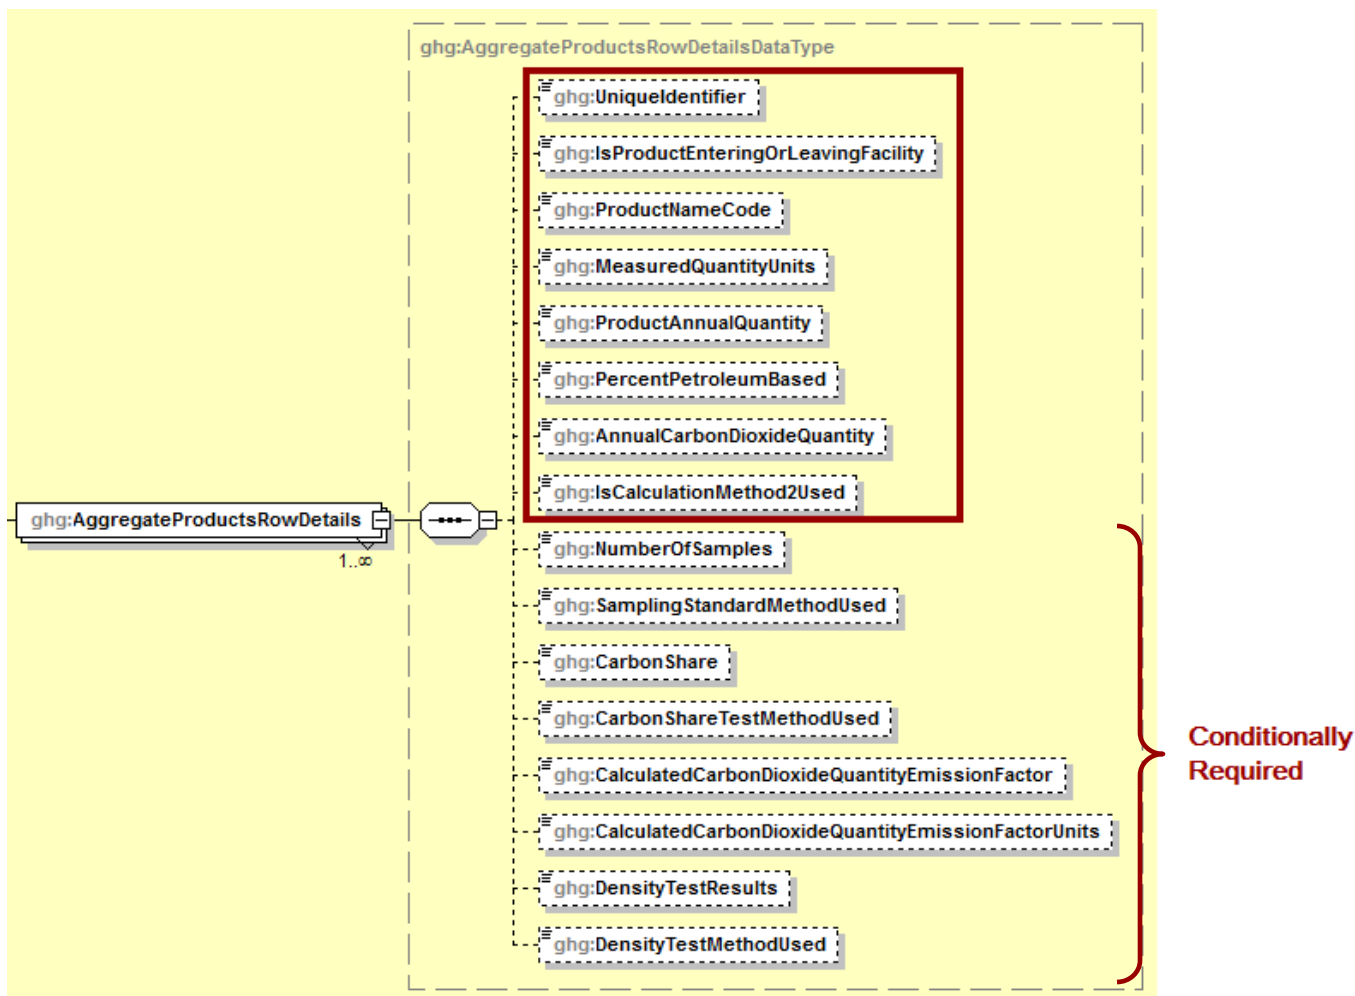 ghg:AggregateProductsRowDetailsDataType
ghg:UniqueIdentifier
ghg:IsProductEnteringOrLeavingFacility
ghg:ProductNameCode
ghg:MeasuredQuantityUnits
ghg:ProductAnnualQuantity
ghg:PercentPetroleumBased
ghg:AnnualCarbonDioxideQuantity
ghg:IsCalculationMethod2Used
ghg:AggregateProductsRowDetails
1..∞
ghg:NumberOfSamples
ghg:SamplingStandardMethodUsed
ghg:CarbonShare
ghg:CarbonShareTestMethodUsed
ghg:CalculatedCarbonDioxideQuantityEmissionFactor
ghg:CalculatedCarbonDioxideQuantityEmissionFactorUnits
ghg:DensityTestResults
ghg:DensityTestMethodUsed
Conditionally
Required